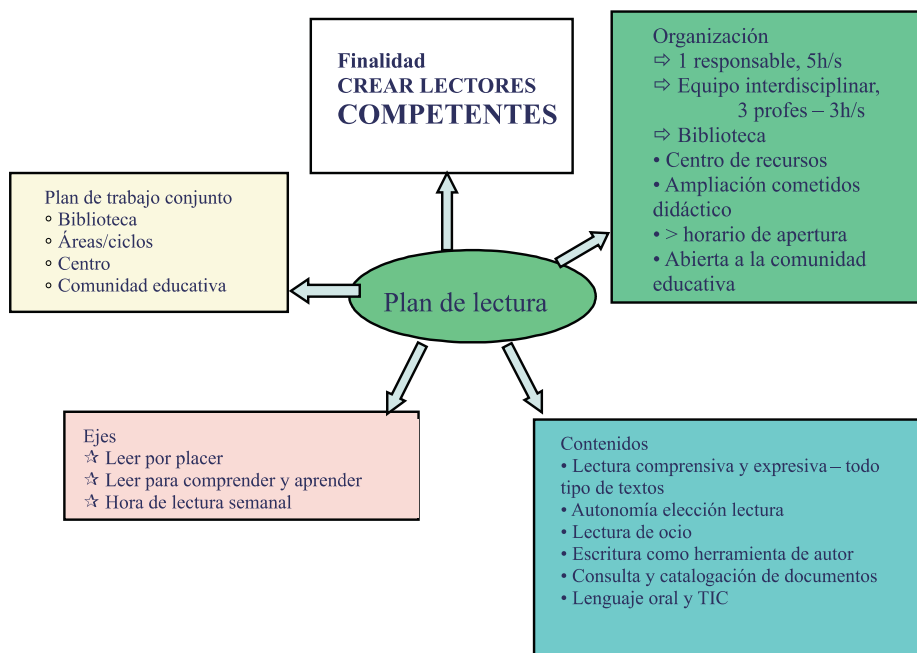 Finalidad
CREAR LECTORES
COMPETENTES
Organización
⇨ 1 responsable, 5h/s
⇨ Equipo interdisciplinar,
3 profes – 3h/s
⇨ Biblioteca
• Centro de recursos
• Ampliación cometidos
didáctico
• > horario de apertura
• Abierta a la comunidad
educativa
Plan de trabajo conjunto
⚬ Biblioteca
⚬ Áreas/ciclos
⚬ Centro
⚬ Comunidad educativa
Plan de lectura
Ejes
☆ Leer por placer
☆ Leer para comprender y aprender
☆ Hora de lectura semanal
Contenidos
• Lectura comprensiva y expresiva – todo
tipo de textos
• Autonomía elección lectura
• Lectura de ocio
• Escritura como herramienta de autor
• Consulta y catalogación de documentos
• Lenguaje oral y TIC